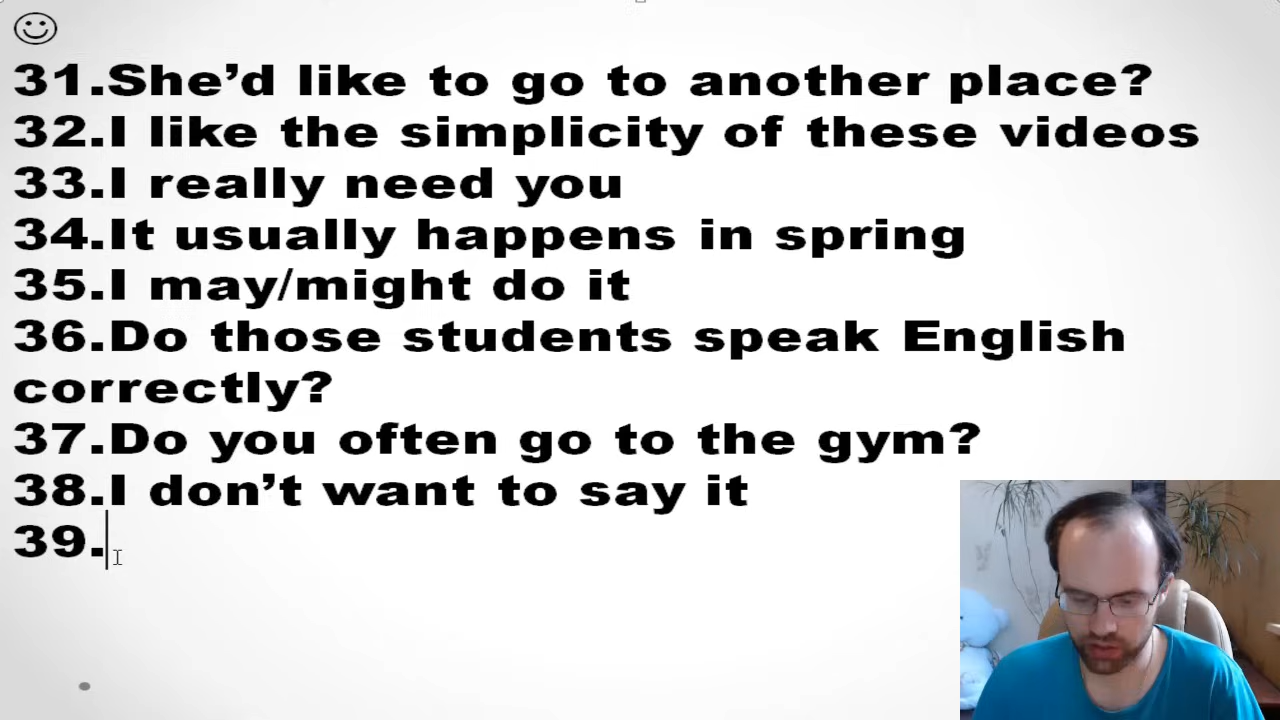 31.She’d like to go to another place?
32.I like the simplicity of these videos
33.I really need you
34.It usually happens in spring
35.I may/might do it
36.Do those students speak English
correctly?
37.Do you often go to the gym?
38.I don’t want to say it
39.